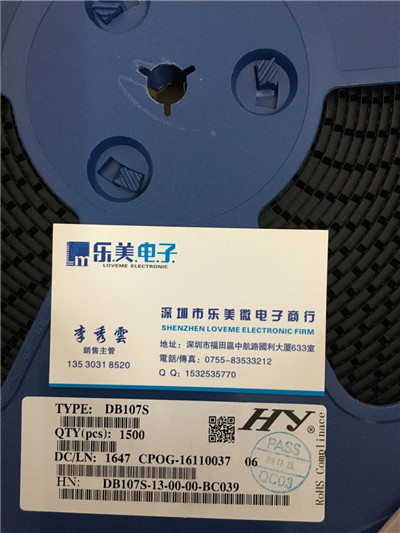 乐美电子
LOVEME ELECTRONIC
深圳市乐美微电子商行
SHENZHEN LOVEME ELECTRONIC FIRM
李秀雲
銷售主管
135 3031 8520
地址:深圳市福田區中航路國利大厦633室
電話/傳真:0755-83533212
Q Q:1532535770
TYPE: DB107S
QTY(pcs): 1500
DC/LN: 1647 CPOG-16110037 06
HN: DB107S-13-00-00-BC039
HY
PASS
QC03
RoHS Complinace